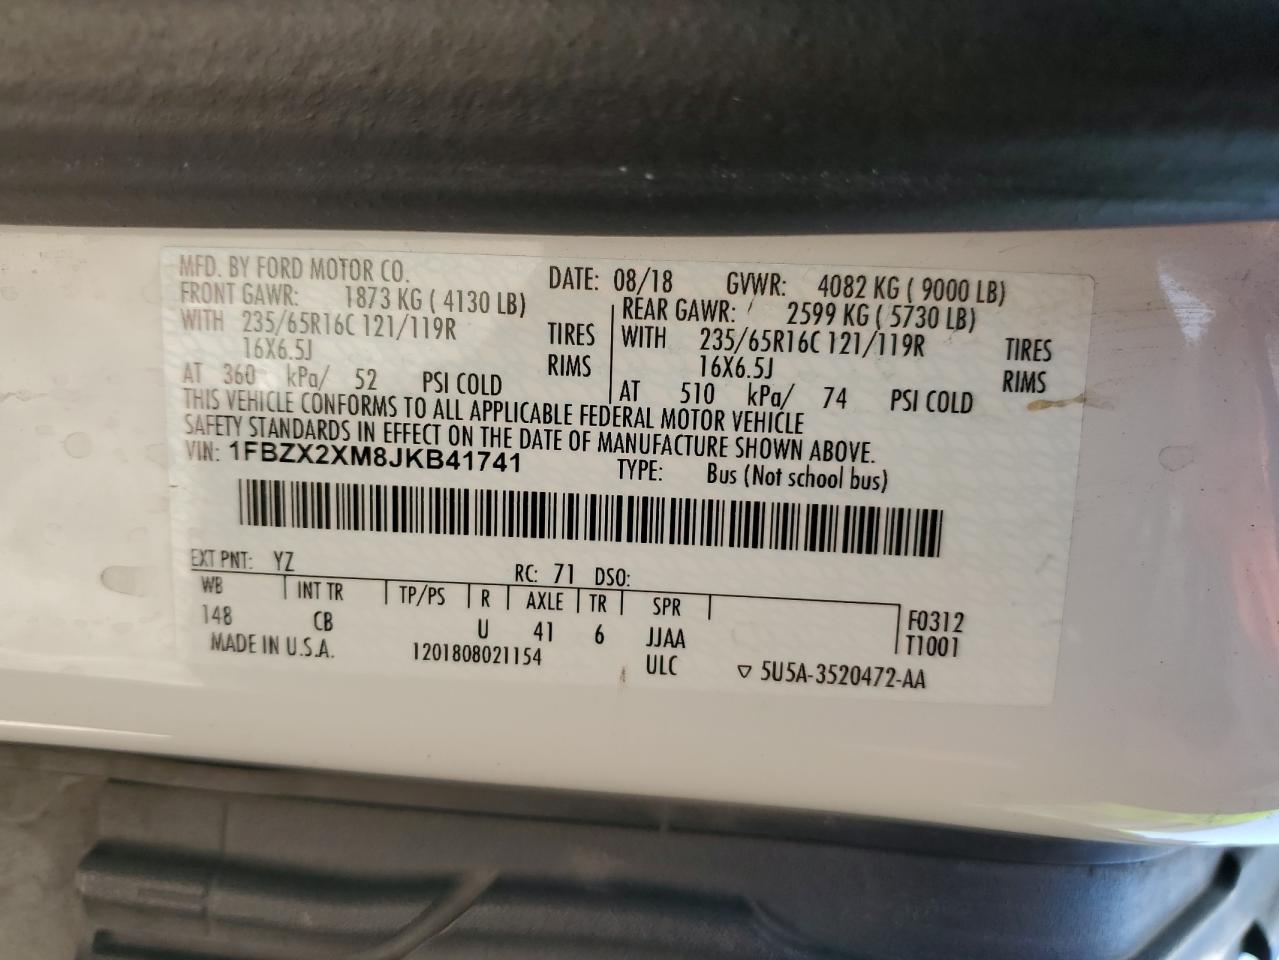 MFD. BY FORD MOTOR CO. DATE: 08/18 GVWR: 4082 KG ( 9000 LB)
FRONT GAWR: 1873 KG ( 4130 LB) REAR GAWR: 2599 KG ( 5730 LB)
WITH 235/65R16C 121/119R TIRES WITH 235/65R16C 121/119R TIRES
16X6.5J RIMS 16X6.5J RIMS
AT 360 kPa/ 52 PSI COLD AT 510 kPa/ 74 PSI COLD
THIS VEHICLE CONFORMS TO ALL APPLICABLE FEDERAL MOTOR VEHICLE
SAFETY STANDARDS IN EFFECT ON THE DATE OF MANUFACTURE SHOWN ABOVE.
VIN: 1FBZX2XM8JKB41741 TYPE: Bus (Not school bus)
EXT PNT: YZ RC: 71 DSO:
WB INT TR TP/PS R AXLE TR SPR F0312
148 CB U 41 6 JJAA T1001
MADE IN U.S.A. 1201808021154 ULC ▽ 5U5A-3520472-AA